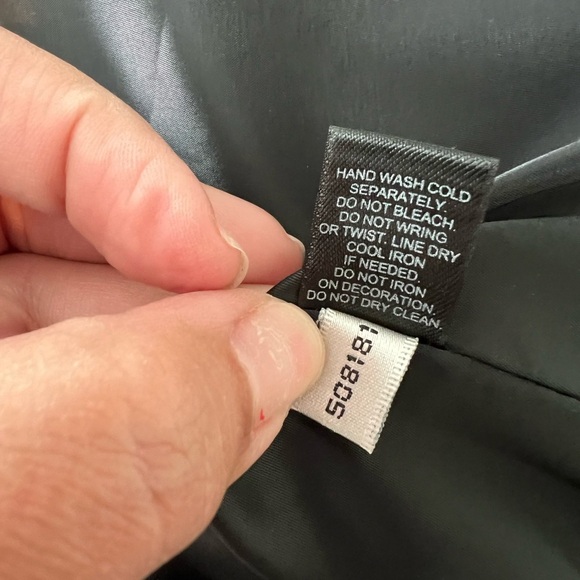 HAND WASH COLD
SEPARATELY.
DO NOT BLEACH.
DO NOT WRING
OR TWIST. LINE DRY
COOL IRON
IF NEEDED.
DO NOT IRON
ON DECORATION.
DO NOT DRY CLEAN.
508181